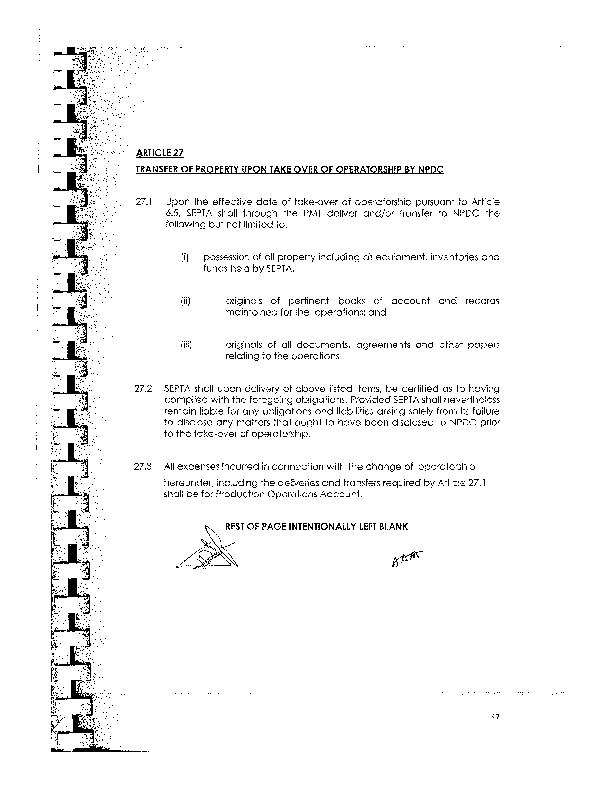 ARTICLE 27
TRANSFER OF PROPERTY UPON TAKE OVER OF OPERATORSHIP BY NPDC
27.1 Upon the effective date of take-over of operatorship pursuant to Article
6.5, SEPTA shall through the PMT deliver and/or transfer to NPDC the
following but not limited to:
(i) possession of all property including all equipment, inventories and
funds held by SEPTA.
(ii) originals of pertinent books of account and records
maintained for the operations; and
(iii) originals of all documents, agreements and other papers
relating to the operations.
27.2 SEPTA shall upon delivery of above listed items, be certified as to having
complied with the foregoing obligations. Provided SEPTA shall nevertheless
remain liable for any obligations and liabilities arising solely from its failure
to disclose any matters that ought to have been disclosed to NPDC prior
to the take-over of operatorship.
27.3 All expenses incurred in connection with the change of operatorship
hereunder, including the deliveries and transfers required by Article 27.1
shall be for Production Operations Account.
REST OF PAGE INTENTIONALLY LEFT BLANK